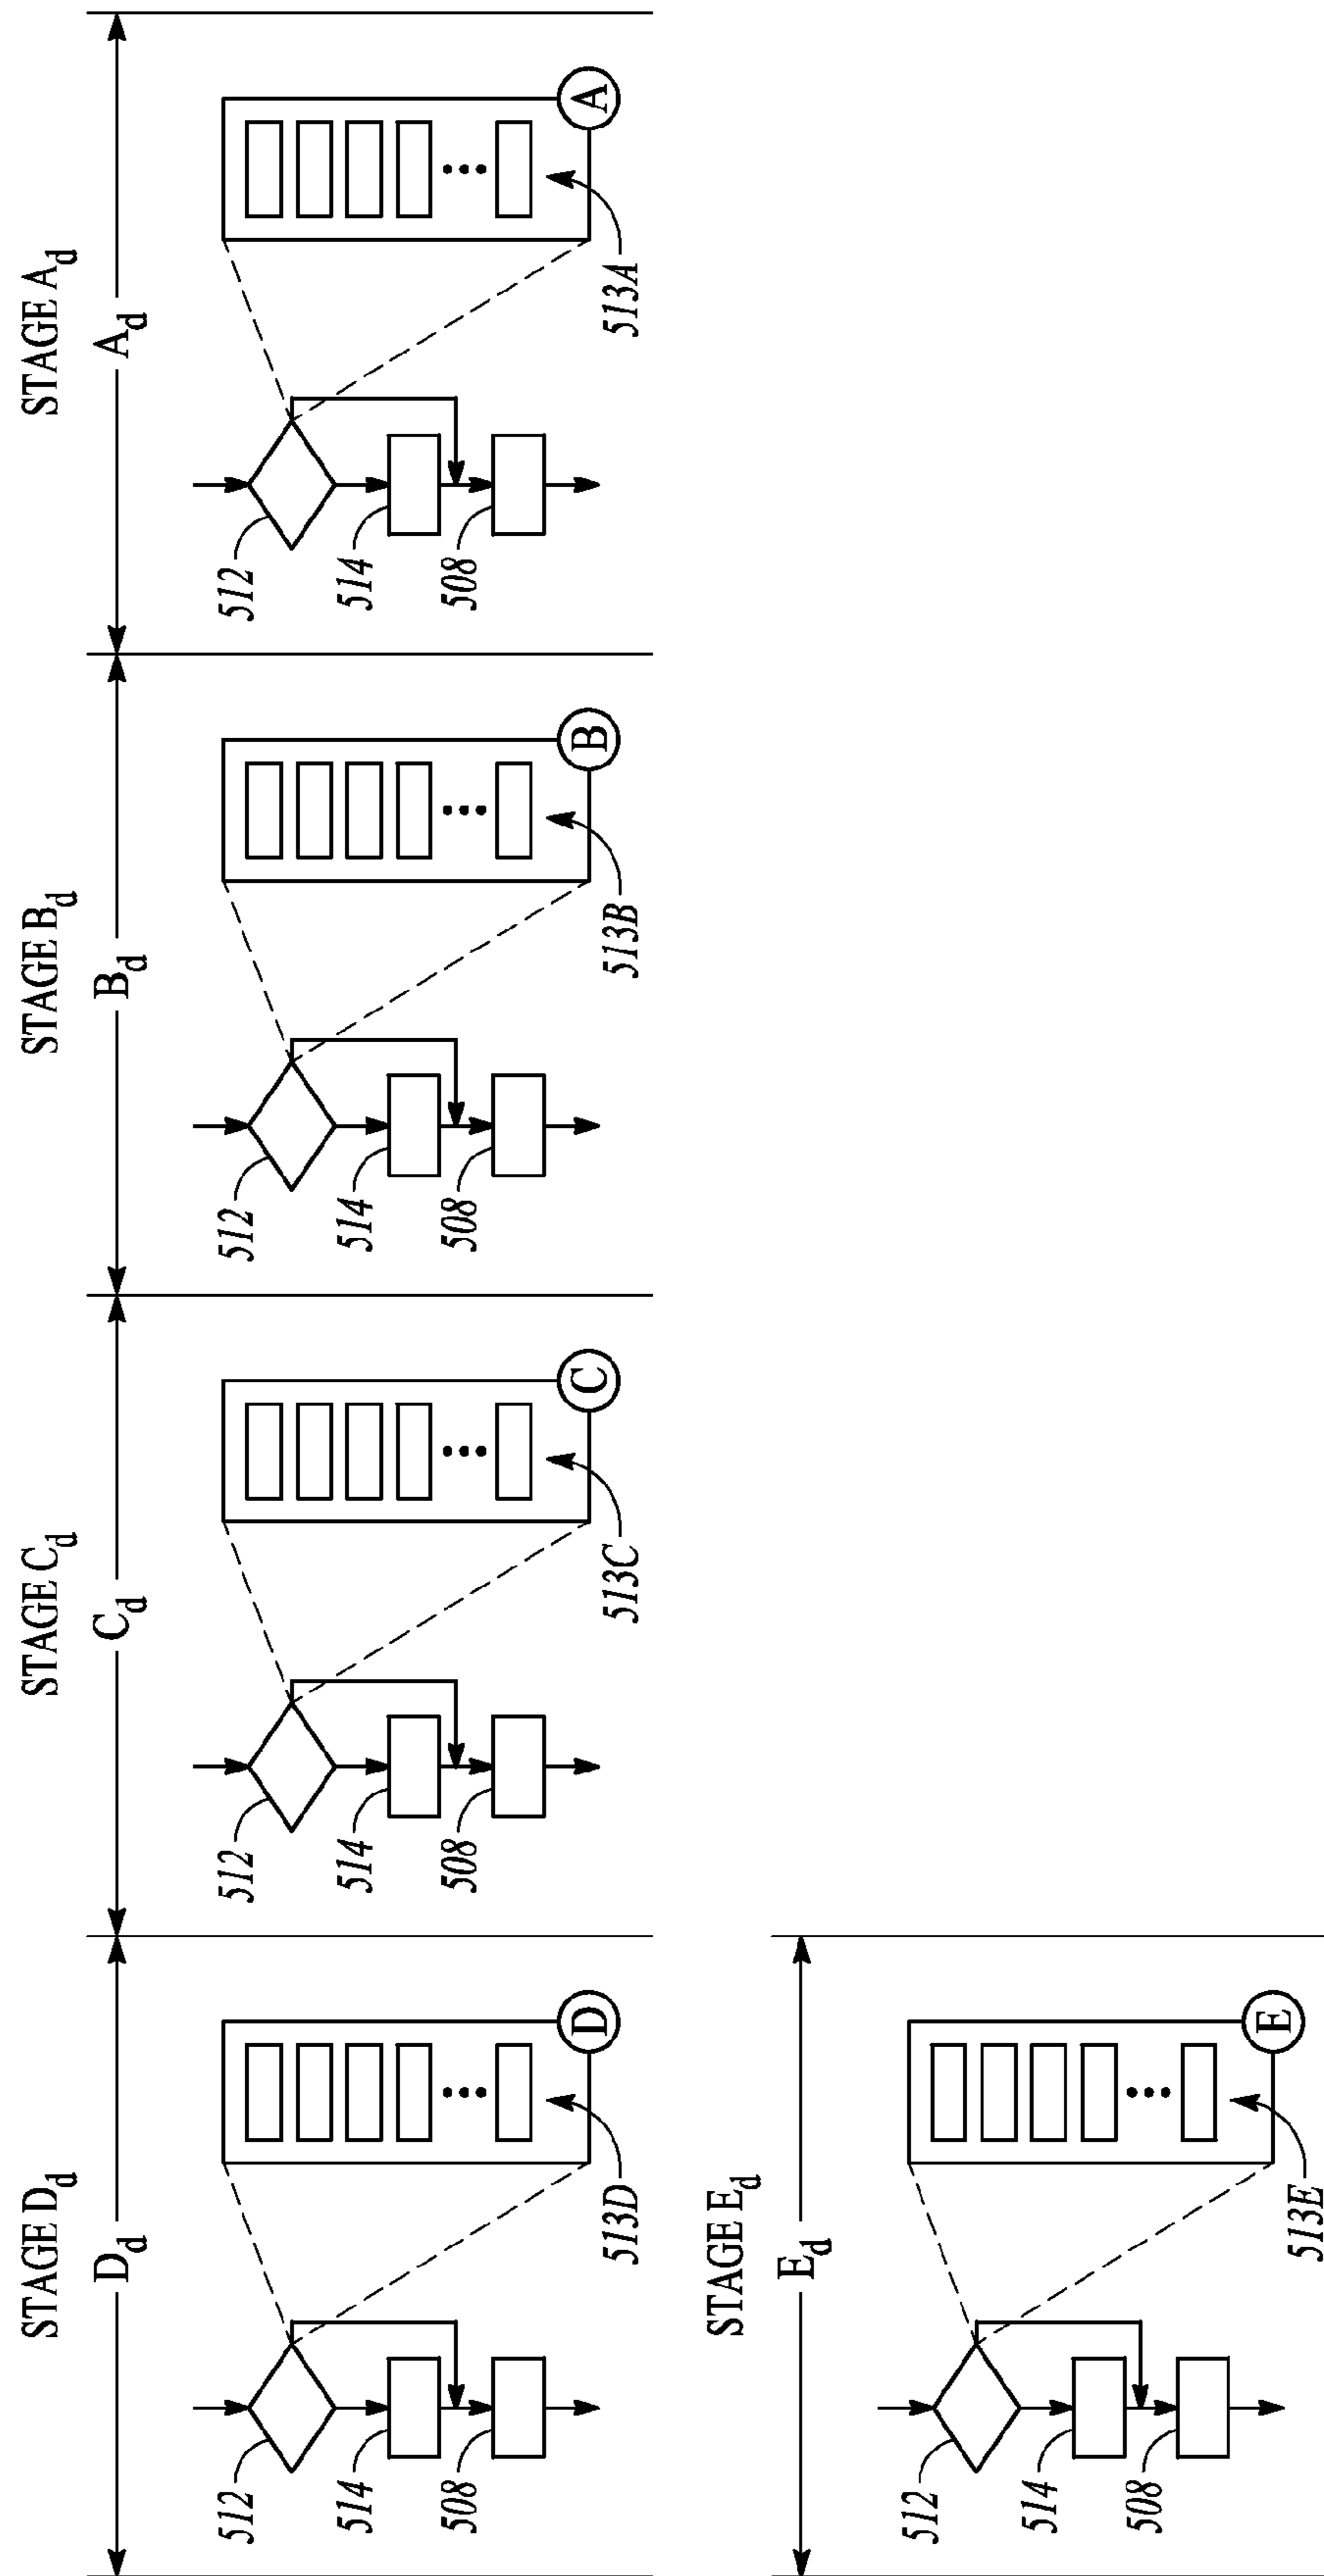 STAGE D_d
D_d
512
514
508
513D
D
STAGE C_d
C_d
512
514
508
513C
C
STAGE B_d
B_d
512
514
508
513B
B
STAGE A_d
A_d
512
514
508
513A
A
STAGE E_d
E_d
512
514
508
513E
E